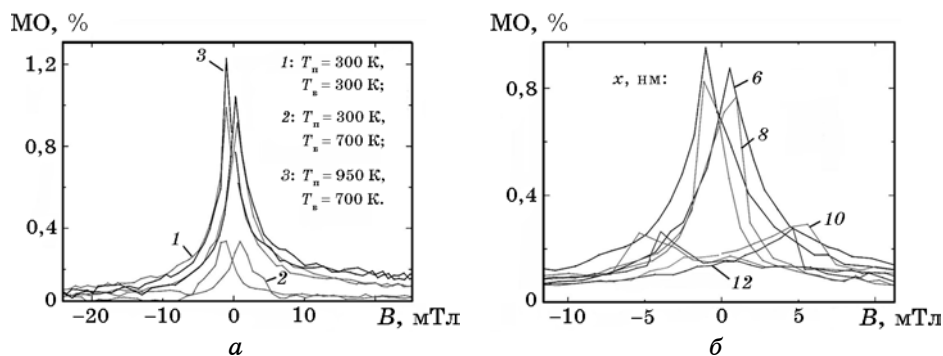 МО, %
1,2
0,8
0,4
0
−20
−10
0
10
B, мТл
3
1
2
1: Tп = 300 К,
Tв = 300 К;
2: Tп = 300 К,
Tв = 700 К;
3: Tп = 950 К,
Tв = 700 К.
а
МО, %
0,8
0,4
0
−10
−5
0
5
B, мТл
x, нм:
6
8
10
12
б